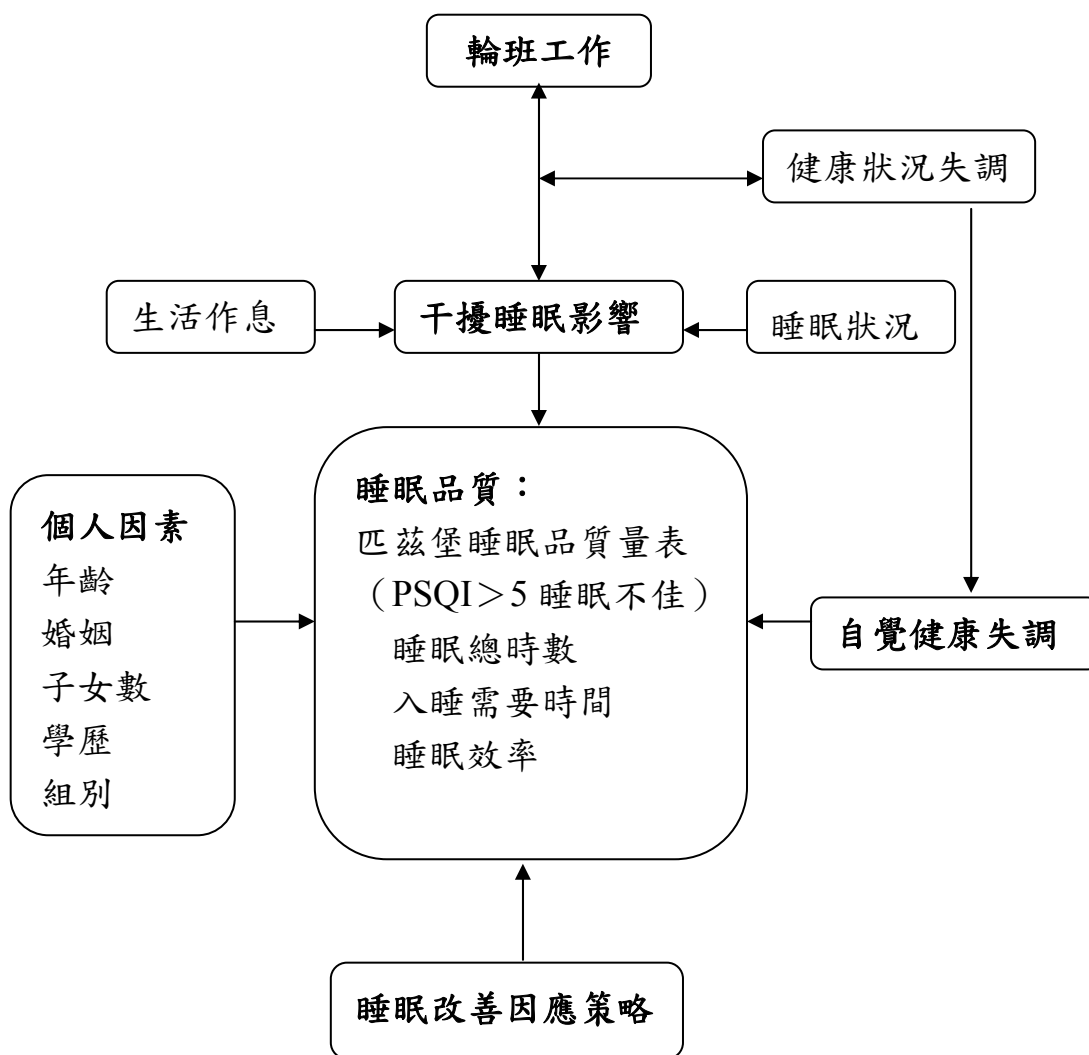 輪班工作
健康狀況失調
生活作息
干擾睡眠影響
睡眠狀況
個人因素
年齡
婚姻
子女數
學歷
組別
睡眠品質：
匹茲堡睡眠品質量表
（PSQI＞5 睡眠不佳）
睡眠總時數
入睡需要時間
睡眠效率
自覺健康失調
睡眠改善因應策略